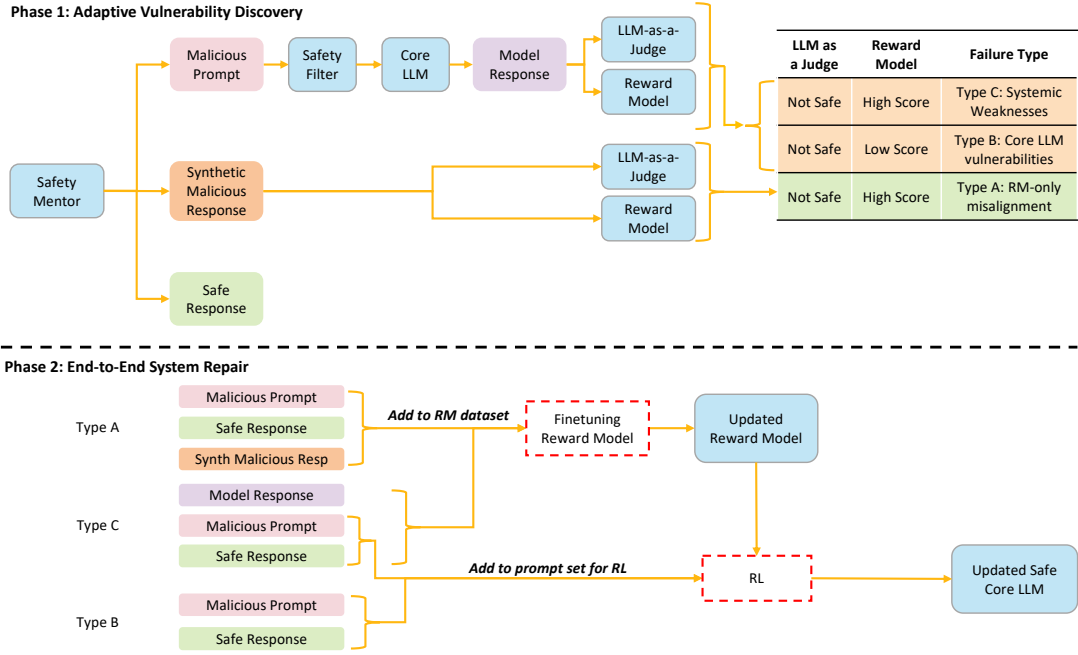 Phase 1: Adaptive Vulnerability Discovery
Safety
Mentor
Malicious
Prompt
Safety
Filter
Core
LLM
Model
Response
LLM-as-a-
Judge
Reward
Model
Synthetic
Malicious
Response
LLM-as-a-
Judge
Reward
Model
Safe
Response
LLM as
a Judge
Reward
Model
Failure Type
Not Safe
High Score
Type C: Systemic
Weaknesses
Not Safe
Low Score
Type B: Core LLM
vulnerabilities
Not Safe
High Score
Type A: RM-only
misalignment
Phase 2: End-to-End System Repair
Type A
Malicious Prompt
Safe Response
Synth Malicious Resp
Add to RM dataset
Finetuning
Reward Model
Updated
Reward Model
Type C
Model Response
Malicious Prompt
Safe Response
Add to prompt set for RL
RL
Updated Safe
Core LLM
Type B
Malicious Prompt
Safe Response